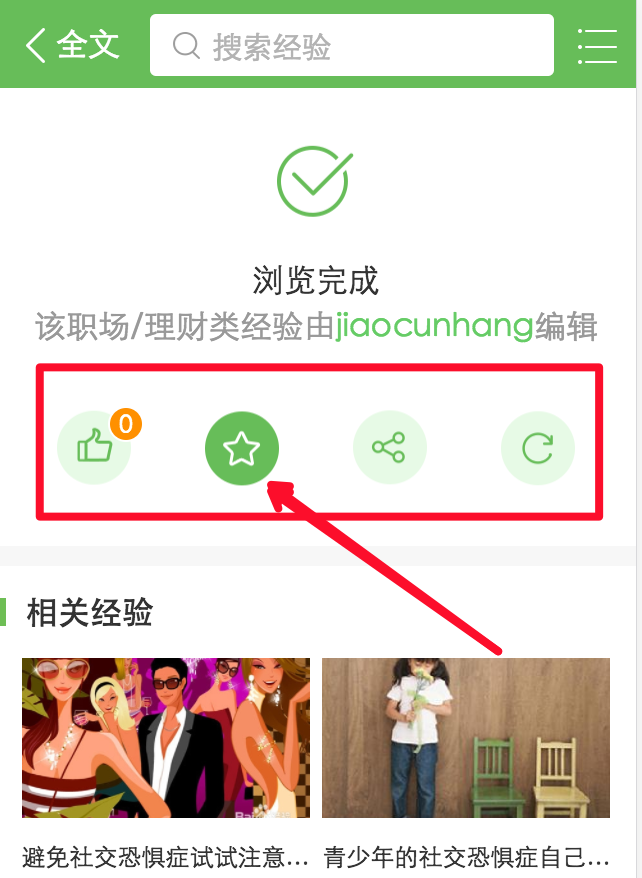 全文
搜索经验
浏览完成
该职场/理财类经验由jiaocunhang编辑
0
相关经验
避免社交恐惧症试试注意...
青少年的社交恐惧症自己...